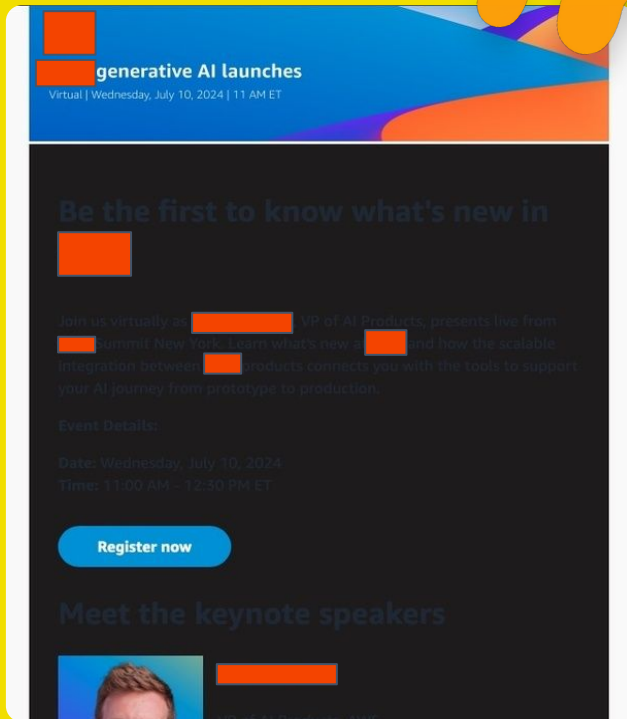 generative AI launches
Virtual | Wednesday, July 10, 2024 | 11 AM ET
Be the first to know what's new in
Join us virtually as VP of AI Products, presents live from
Summit New York. Learn what's new a and how the scalable
integration between products connects you with the tools to support
your AI journey from prototype to production.
Event Details:
Date: Wednesday, July 10, 2024
Time: 11:00 AM - 12:30 PM ET
Register now
Meet the keynote speakers